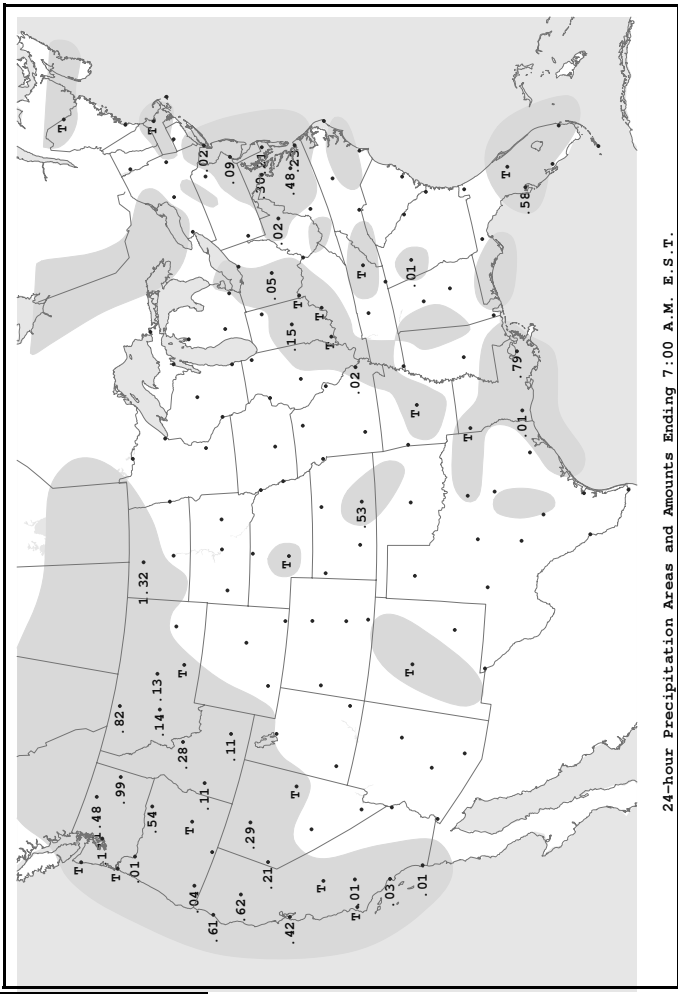 T
T
1.48
.82
.99
T
.01
1.32
T
.54
.14
.13
.28
T
T
.04
.11
.02
.61
.11
.09
.62
.29
.21
.30
.21
.05
.02
.42
T
.15
T
.48
.23
T
T
T
T
.01
.02
T
.53
T
.03
T
.01
T
.01
T
T
.79
.01
.58
24-hour Precipitation Areas and Amounts Ending 7:00 A.M. E.S.T.